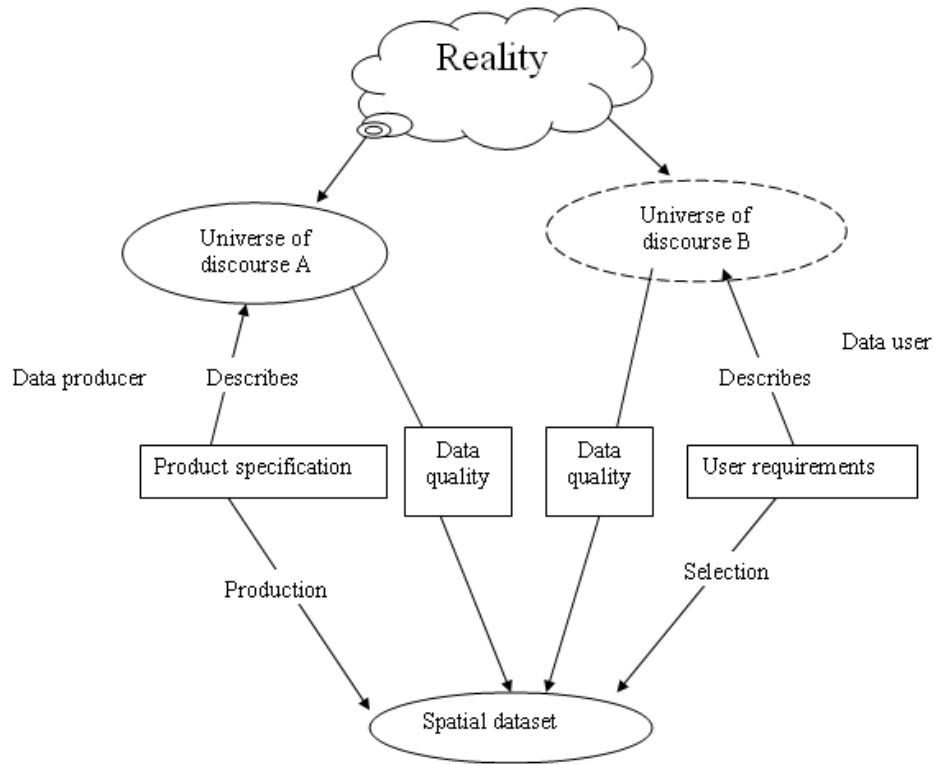 Reality
Universe of
discourse A
Universe of
discourse B
Data producer
Describes
Describes
Data user
Product specification
Data
quality
Data
quality
User requirements
Production
Selection
Spatial dataset